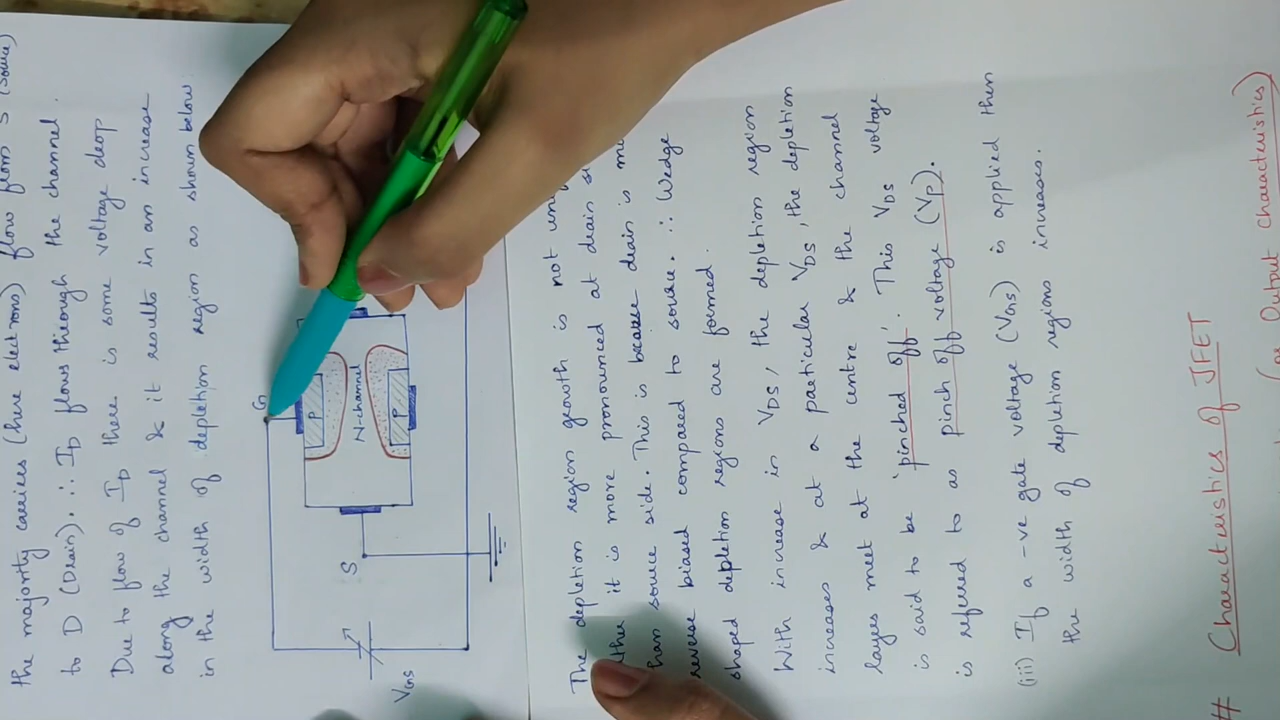 the majority carriers (here electrons) flow from S (Source)
to D (Drain). ∴ ID flows through the channel.
Due to flow of ID there is some voltage drop
along the channel & it results in an increase
in the width of depletion region as shown below
G
P
N-channel
P
S
VGS
The depletion region growth is not
it is more pronounced at drain
source side. This is because drain is
reverse biased compared to source. ∴ Wedge
shaped depletion regions are formed.
With increase in VDS, the depletion region
increases & at a particular VDS, the depletion
layers meet at the centre & the channel
is said to be 'pinched off'. This VDS voltage
is referred to as pinch off voltage (VP).
(iii) If a -ve gate voltage (VGS) is applied then
the width of depletion regions increases.
# Characteristics of JFET
(or Output characteristics)